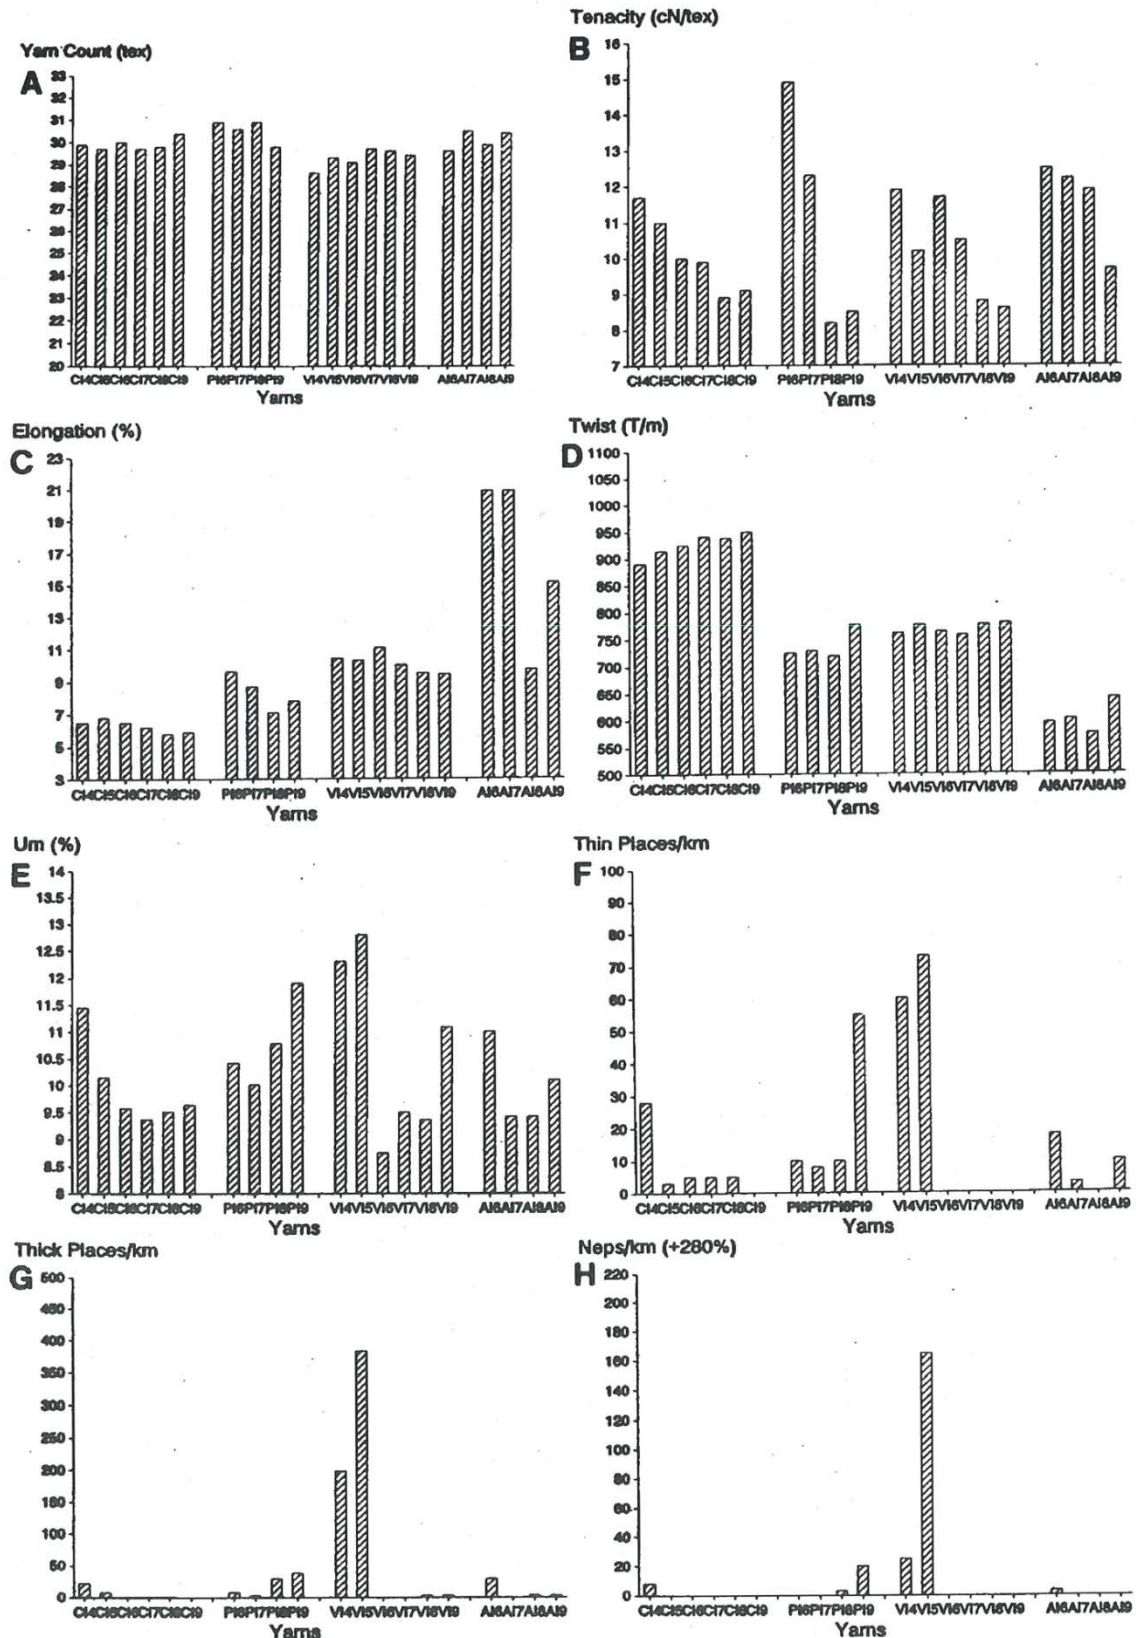 Yarn Count (tex)
A
33
32
31
30
29
28
27
26
25
24
23
22
21
20
CI4CI5CI6CI7CI8CI9 PI6PI7PI8PI9 VI4VI5VI6VI7VI8VI9 AI6AI7AI8AI9
Yarns
Tenacity (cN/tex)
B
16
15
14
13
12
11
10
9
8
7
CI4CI5CI6CI7CI8CI9 PI6PI7PI8PI9 VI4VI5VI6VI7VI8VI9 AI6AI7AI8AI9
Yarns
Elongation (%)
C
23
21
19
17
15
13
11
9
7
5
3
CI4CI5CI6CI7CI8CI9 PI6PI7PI8PI9 VI4VI5VI6VI7VI8VI9 AI6AI7AI8AI9
Yarns
Twist (T/m)
D
1100
1050
1000
950
900
850
800
750
700
650
600
550
500
CI4CI5CI6CI7CI8CI9 PI6PI7PI8PI9 VI4VI5VI6VI7VI8VI9 AI6AI7AI8AI9
Yarns
Um (%)
E
14
13.5
13
12.5
12
11.5
11
10.5
10
9.5
9
8.5
8
CI4CI5CI6CI7CI8CI9 PI6PI7PI8PI9 VI4VI5VI6VI7VI8VI9 AI6AI7AI8AI9
Yarns
Thin Places/km
F
100
90
80
70
60
50
40
30
20
10
0
CI4CI5CI6CI7CI8CI9 PI6PI7PI8PI9 VI4VI5VI6VI7VI8VI9 AI6AI7AI8AI9
Yarns
Thick Places/km
G
500
450
400
350
300
250
200
150
100
50
0
CI4CI5CI6CI7CI8CI9 PI6PI7PI8PI9 VI4VI5VI6VI7VI8VI9 AI6AI7AI8AI9
Yarns
Neps/km (+280%)
H
220
200
180
160
140
120
100
80
60
40
20
0
CI4CI5CI6CI7CI8CI9 PI6PI7PI8PI9 VI4VI5VI6VI7VI8VI9 AI6AI7AI8AI9
Yarns